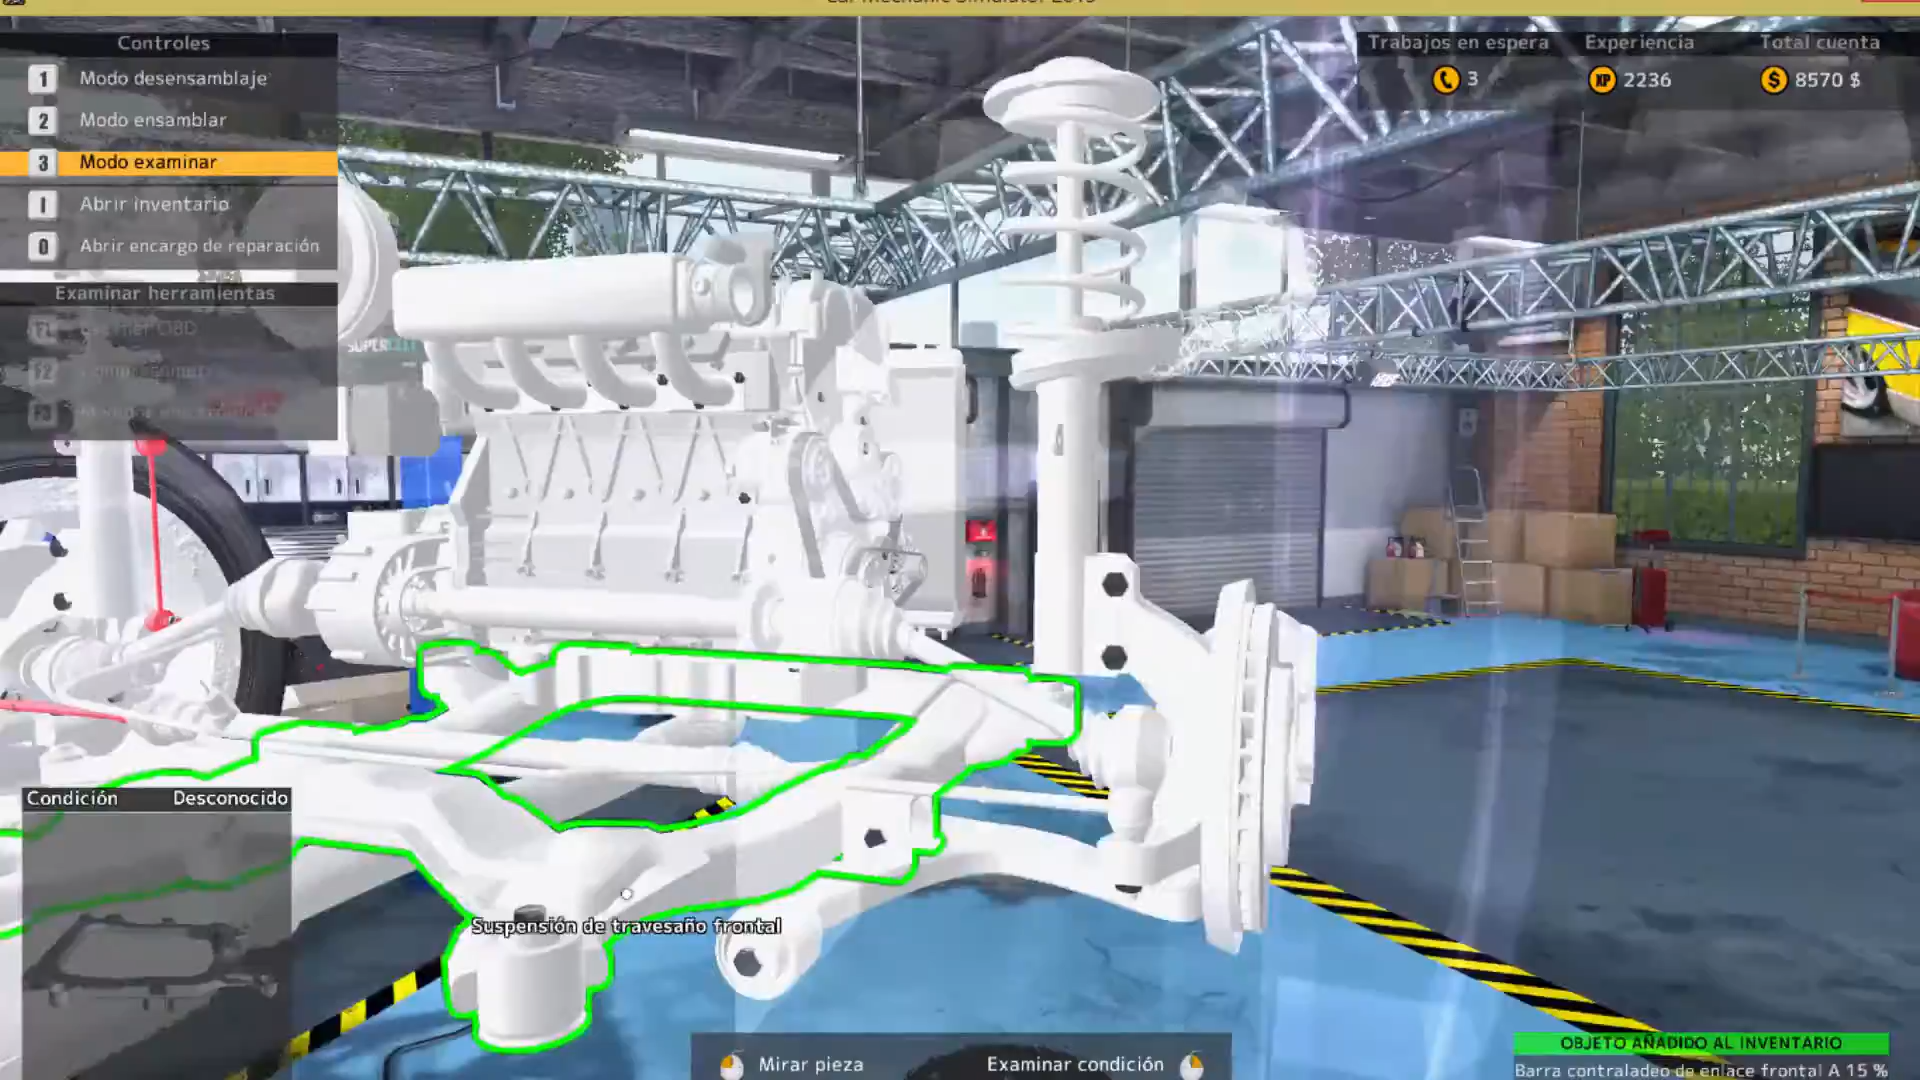 Controles
1 Modo desensamblaje
2 Modo ensamblar
3 Modo examinar
I Abrir inventario
O Abrir encargo de reparación
Examinar herramientas
OBD
Trabajos en espera
3
Experiencia
XP 2236
Total cuenta
$ 8570 $
Condición Desconocido
Suspensión de travesaño frontal
Mirar pieza
Examinar condición
OBJETO AÑADIDO AL INVENTARIO
Barra contraladeo de enlace frontal A 15 %